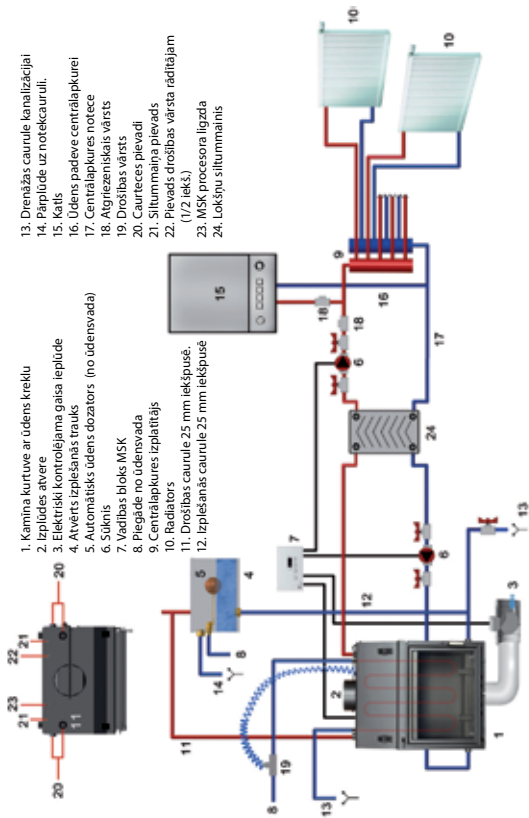 1. Kamīna kurtuve ar ūdens kreklu
2. Izplūdes atvere
3. Elektriski kontrolējama gaisa ieplūde
4. Atvērts izplešanās trauks
5. Automātisks ūdens dozators (no ūdensvada)
6. Sūknis
7. Vadības bloks MSK
8. Piegāde no ūdensvada
9. Centrālapkures izplatītājs
10. Radiators
11. Drošības caurule 25 mm iekšpusē.
12. Izplešanās caurule 25 mm iekšpusē
13. Drenāžas caurule kanalizācijai
14. Pārplūde uz notekcauruli.
15. Katls
16. Ūdens padeve centrālapkurei
17. Centrālapkures notece
18. Atgriezeniskais vārsts
19. Drošības vārsts
20. Caurteces pievadi
21. Siltummaiņa pievads
22. Pievads drošības vārsta rādītājam
(1/2 iekš.)
23. MSK procesora ligzda
24. Lokšņu siltummainis
20
21
23
11
22
21
20
11
14
8
5
4
12
7
6
18
18
15
9
16
17
10
10
24
6
13
3
2
1
19
8
13